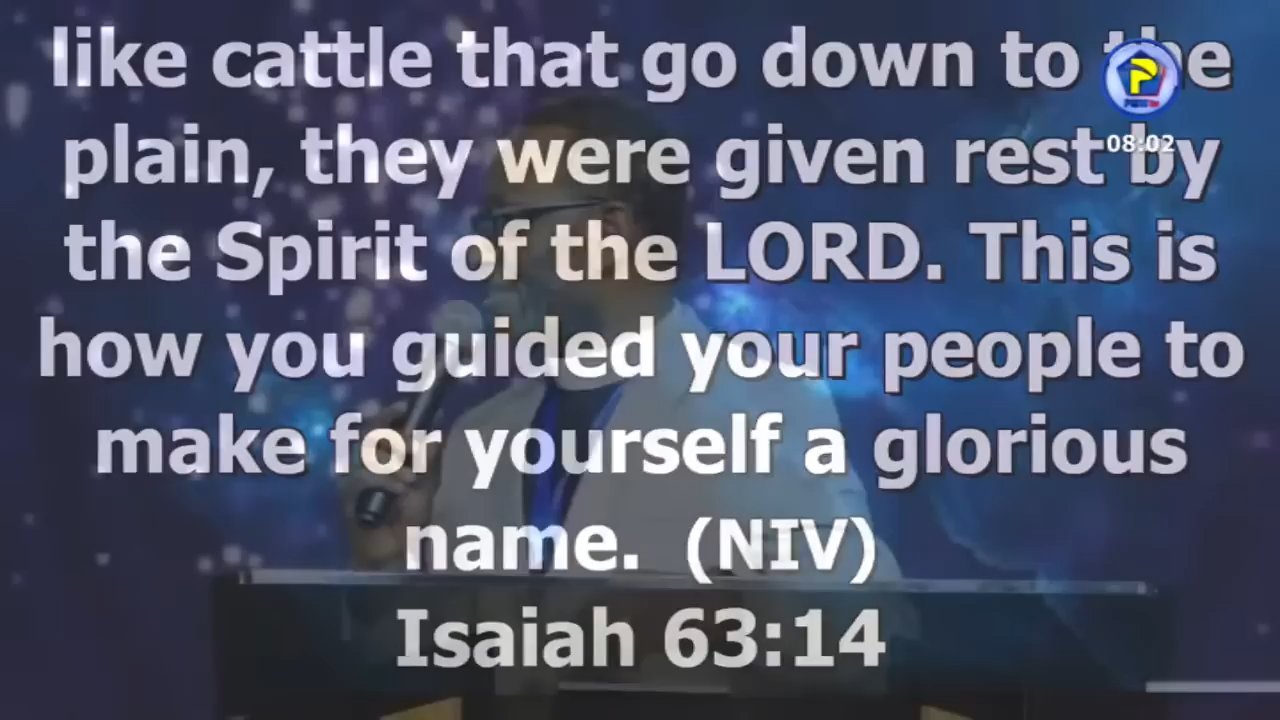 like cattle that go down to the
plain, they were given rest by
the Spirit of the LORD. This is
how you guided your people to
make for yourself a glorious
name. (NIV)
Isaiah 63:14
P
08:02